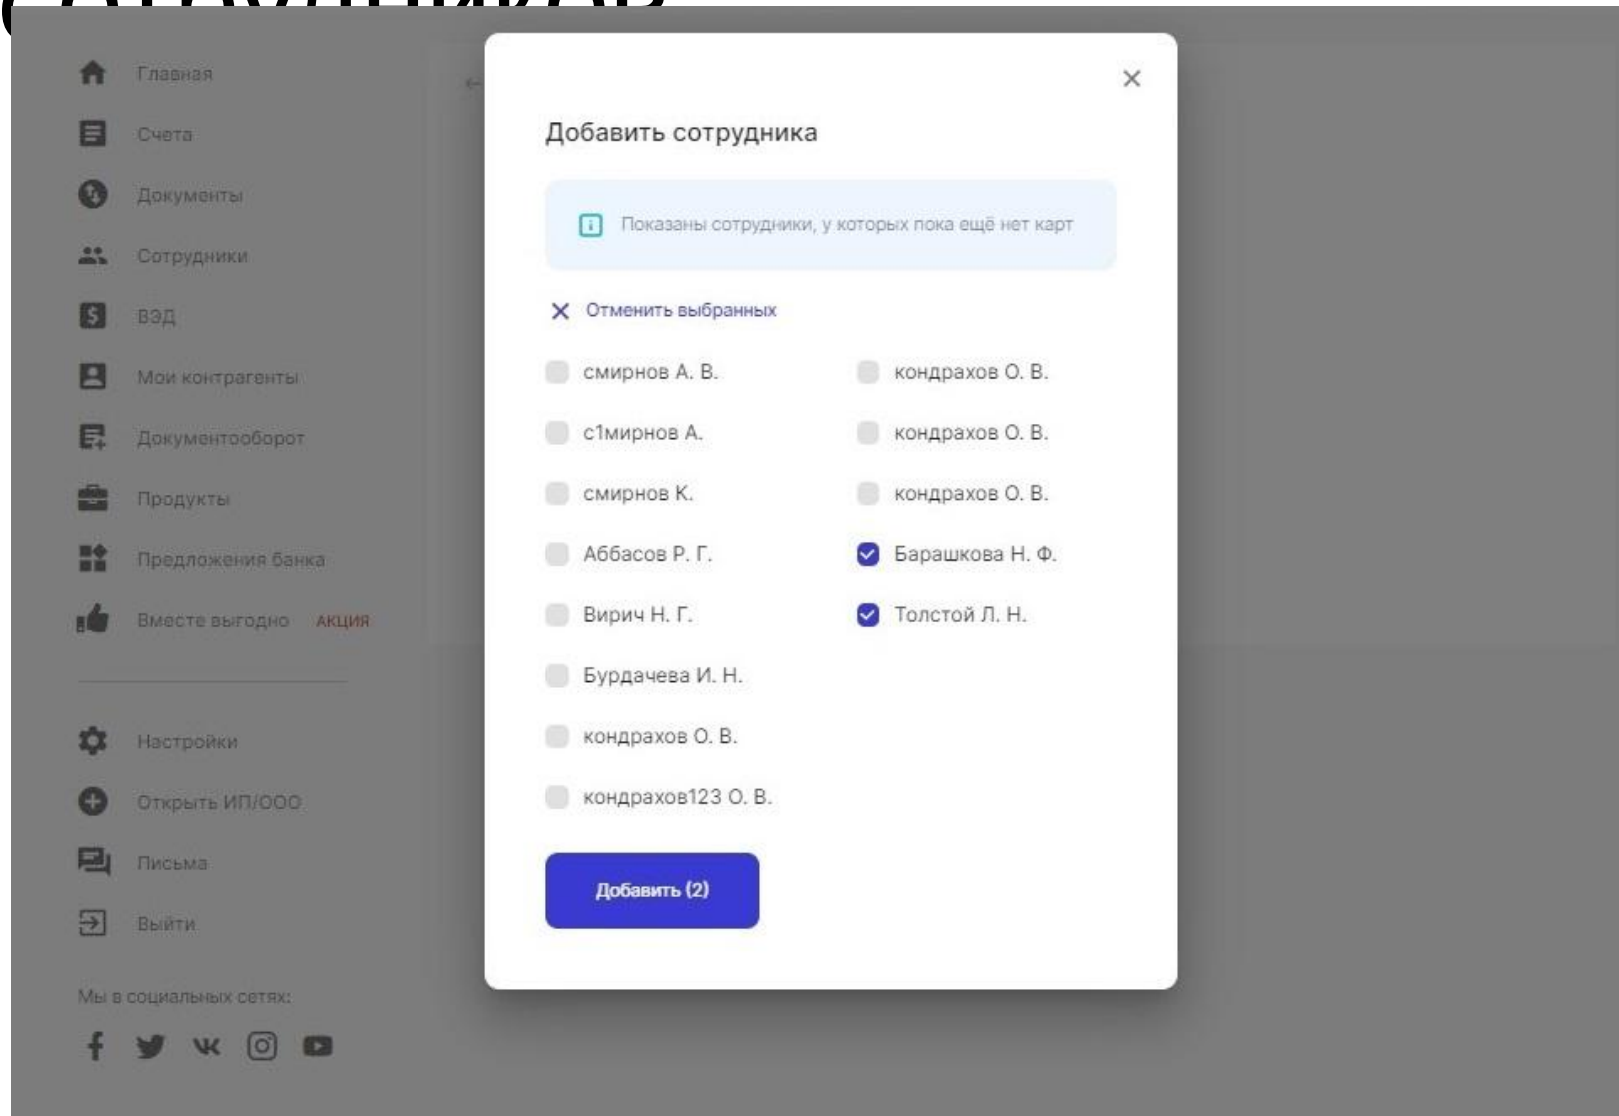 сотрудников
Главная
Счета
Документы
Сотрудники
ВЭД
Мои контрагенты
Документооборот
Продукты
Предложения банка
Вместе выгодно АКЦИЯ
Настройки
Открыть ИП/ООО
Письма
Выйти
Мы в социальных сетях:
Добавить сотрудника
Показаны сотрудники, у которых пока ещё нет карт
Отменить выбранных
смирнов А. В.
с1мирнов А.
смирнов К.
Аббасов Р. Г.
Вирич Н. Г.
Бурдачева И. Н.
кондрахов О. В.
кондрахов123 О. В.
кондрахов О. В.
кондрахов О. В.
кондрахов О. В.
Барашкова Н. Ф.
Толстой Л. Н.
Добавить (2)